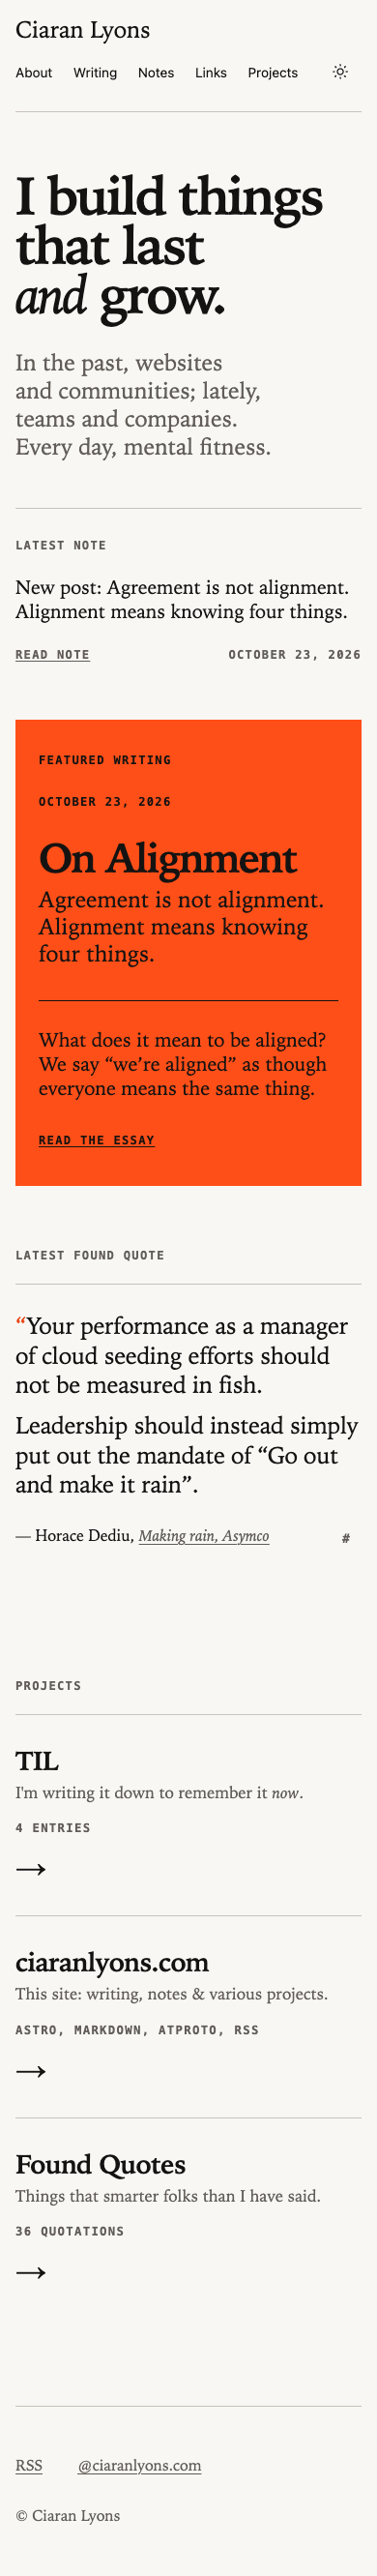 Ciaran Lyons
About Writing Notes Links Projects
I build things
that last
and grow.
In the past, websites
and communities; lately,
teams and companies.
Every day, mental fitness.
LATEST NOTE
New post: Agreement is not alignment.
Alignment means knowing four things.
READ NOTE OCTOBER 23, 2026
FEATURED WRITING
OCTOBER 23, 2026
On Alignment
Agreement is not alignment.
Alignment means knowing
four things.
What does it mean to be aligned?
We say “we’re aligned” as though
everyone means the same thing.
READ THE ESSAY
LATEST FOUND QUOTE
“Your performance as a manager
of cloud seeding efforts should
not be measured in fish.
Leadership should instead simply
put out the mandate of “Go out
and make it rain”.
— Horace Dediu, Making rain, Asymco #
PROJECTS
TIL
I'm writing it down to remember it now.
4 ENTRIES
→
ciaranlyons.com
This site: writing, notes & various projects.
ASTRO, MARKDOWN, ATPROTO, RSS
→
Found Quotes
Things that smarter folks than I have said.
36 QUOTATIONS
→
RSS @ciaranlyons.com
© Ciaran Lyons